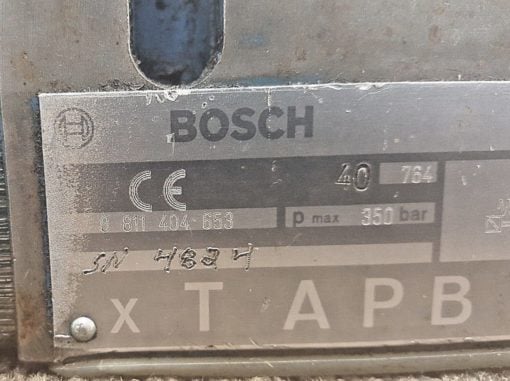 BOSCH
CE 40 764
0 811 404 653 p max 350 bar
SN 4824
X T A P B